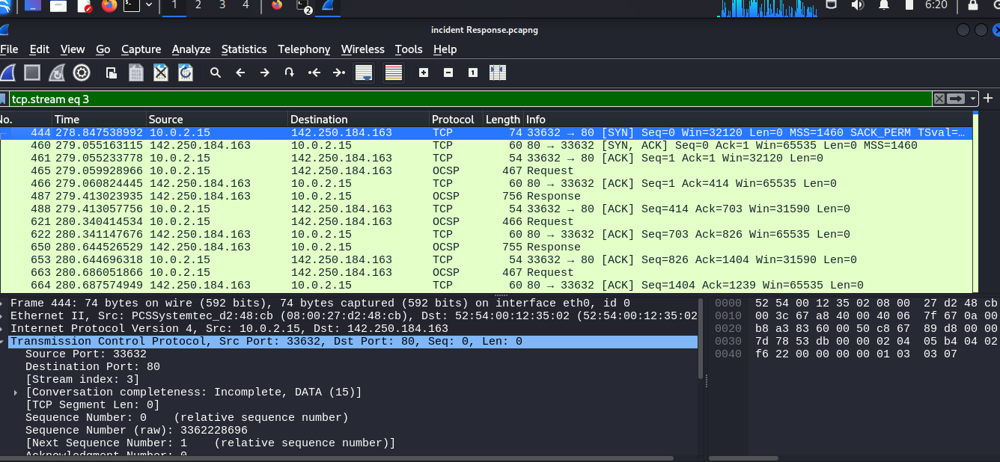 1 2 3 4 2 6:20
incident Response.pcapng
File Edit View Go Capture Analyze Statistics Telephony Wireless Tools Help
tcp.stream eq 3
No. Time Source Destination Protocol Length Info
444 278.847538992 10.0.2.15 142.250.184.163 TCP 74 33632 → 80 [SYN] Seq=0 Win=32120 Len=0 MSS=1460 SACK_PERM TSval=…
460 279.055163115 142.250.184.163 10.0.2.15 TCP 60 80 → 33632 [SYN, ACK] Seq=0 Ack=1 Win=65535 Len=0 MSS=1460
461 279.055233778 10.0.2.15 142.250.184.163 TCP 54 33632 → 80 [ACK] Seq=1 Ack=1 Win=32120 Len=0
465 279.059928966 10.0.2.15 142.250.184.163 OCSP 467 Request
466 279.060824445 142.250.184.163 10.0.2.15 TCP 60 80 → 33632 [ACK] Seq=1 Ack=414 Win=65535 Len=0
487 279.413023935 142.250.184.163 10.0.2.15 OCSP 756 Response
488 279.413057756 10.0.2.15 142.250.184.163 TCP 54 33632 → 80 [ACK] Seq=414 Ack=703 Win=31590 Len=0
621 280.340414534 10.0.2.15 142.250.184.163 OCSP 466 Request
622 280.341147676 142.250.184.163 10.0.2.15 TCP 60 80 → 33632 [ACK] Seq=703 Ack=826 Win=65535 Len=0
650 280.644526529 142.250.184.163 10.0.2.15 OCSP 755 Response
653 280.644696318 10.0.2.15 142.250.184.163 TCP 54 33632 → 80 [ACK] Seq=826 Ack=1404 Win=31590 Len=0
663 280.686051866 10.0.2.15 142.250.184.163 OCSP 467 Request
664 280.687574949 142.250.184.163 10.0.2.15 TCP 60 80 → 33632 [ACK] Seq=1404 Ack=1239 Win=65535 Len=0
Frame 444: 74 bytes on wire (592 bits), 74 bytes captured (592 bits) on interface eth0, id 0
Ethernet II, Src: PCSSystemtec_d2:48:cb (08:00:27:d2:48:cb), Dst: 52:54:00:12:35:02 (52:54:00:12:35:02
Internet Protocol Version 4, Src: 10.0.2.15, Dst: 142.250.184.163
Transmission Control Protocol, Src Port: 33632, Dst Port: 80, Seq: 0, Len: 0
Source Port: 33632
Destination Port: 80
[Stream index: 3]
[Conversation completeness: Incomplete, DATA (15)]
[TCP Segment Len: 0]
Sequence Number: 0 (relative sequence number)
Sequence Number (raw): 3362228696
[Next Sequence Number: 1 (relative sequence number)]
Acknowledgment Number: 0
0000 52 54 00 12 35 02 08 00 27 d2 48 cb
0010 00 3c 67 a8 40 00 40 06 7f 67 0a 00
0020 b8 a3 83 60 00 50 c8 67 89 d8 00 00
0030 7d 78 53 db 00 00 02 04 05 b4 04 02
0040 f6 22 00 00 00 00 01 03 03 07